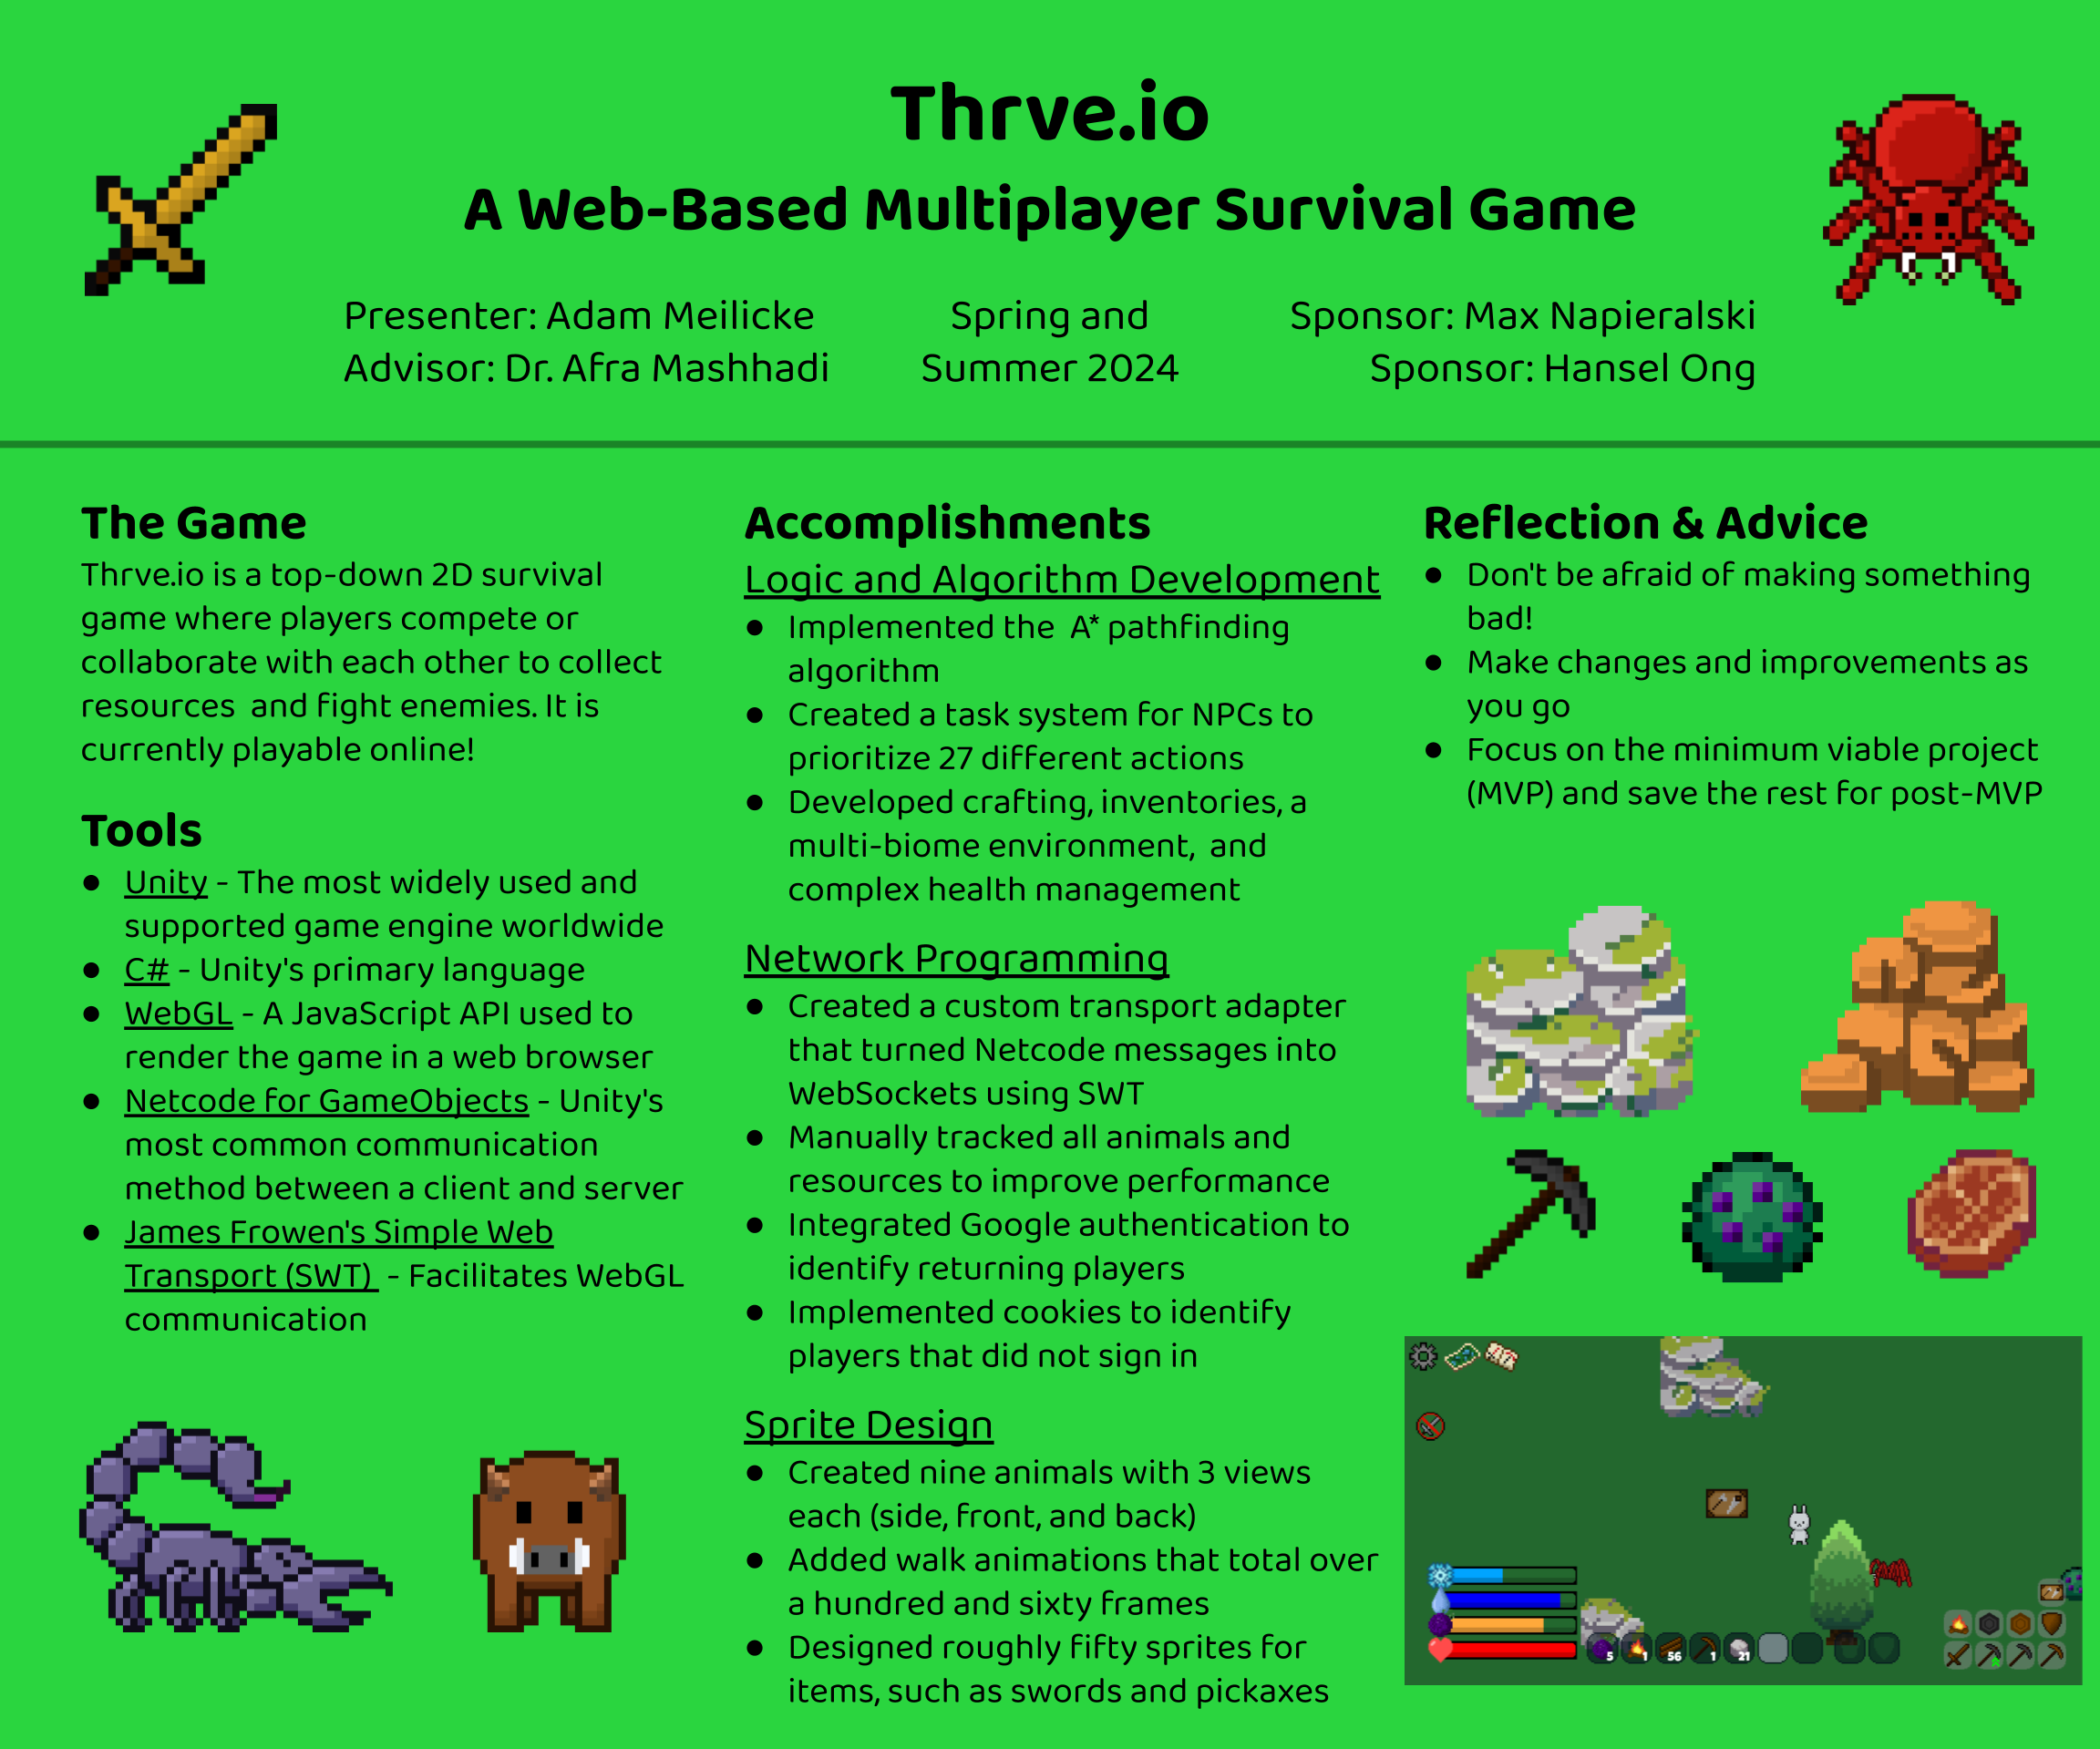 Thrve.io
A Web-Based Multiplayer Survival Game
Presenter: Adam Meilicke
Advisor: Dr. Afra Mashhadi
Spring and
Summer 2024
Sponsor: Max Napieralski
Sponsor: Hansel Ong
The Game
Thrve.io is a top-down 2D survival
game where players compete or
collaborate with each other to collect
resources  and fight enemies. It is
currently playable online!
Tools
● Unity - The most widely used and
supported game engine worldwide
● C# - Unity's primary language
● WebGL - A JavaScript API used to
render the game in a web browser
● Netcode for GameObjects - Unity's
most common communication
method between a client and server
● James Frowen's Simple Web
Transport (SWT)  - Facilitates WebGL
communication
Accomplishments
Logic and Algorithm Development
● Implemented the  A* pathfinding
algorithm
● Created a task system for NPCs to
prioritize 27 different actions
● Developed crafting, inventories, a
multi-biome environment,  and
complex health management
Network Programming
● Created a custom transport adapter
that turned Netcode messages into
WebSockets using SWT
● Manually tracked all animals and
resources to improve performance
● Integrated Google authentication to
identify returning players
● Implemented cookies to identify
players that did not sign in
Sprite Design
● Created nine animals with 3 views
each (side, front, and back)
● Added walk animations that total over
a hundred and sixty frames
● Designed roughly fifty sprites for
items, such as swords and pickaxes
Reflection & Advice
● Don't be afraid of making something
bad!
● Make changes and improvements as
you go
● Focus on the minimum viable project
(MVP) and save the rest for post-MVP
5 1 56 1 21